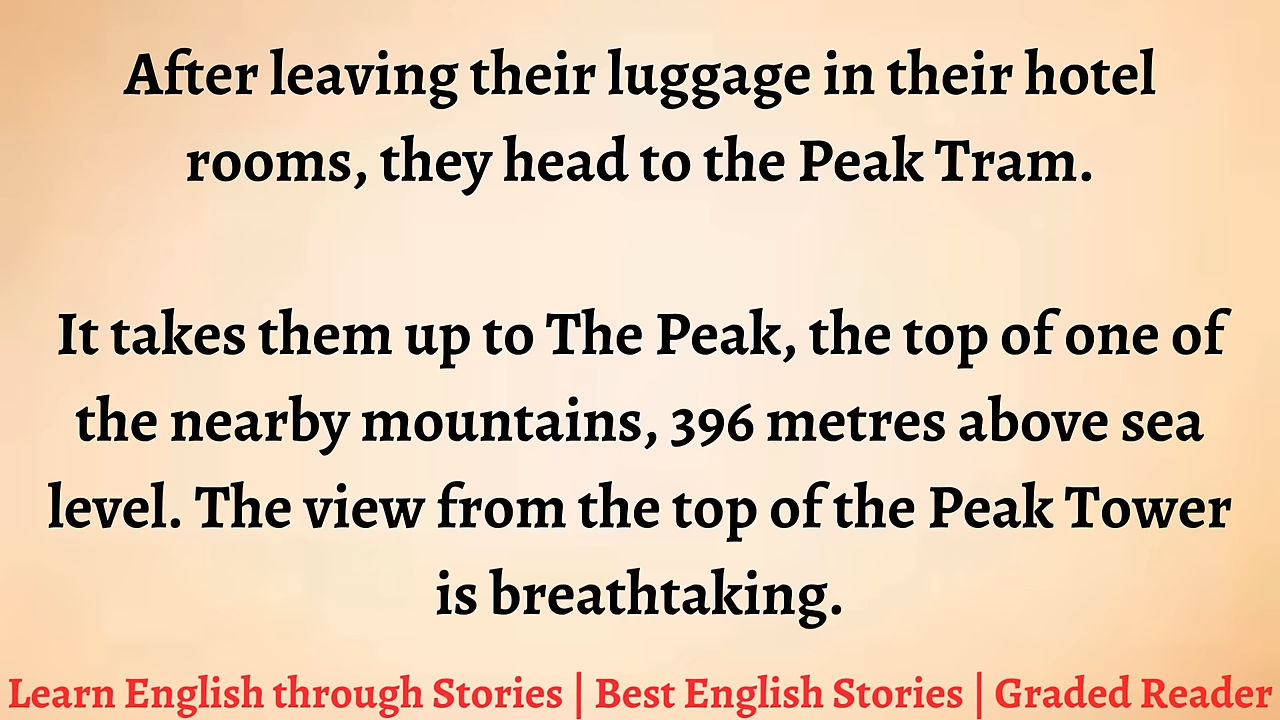 After leaving their luggage in their hotel
rooms, they head to the Peak Tram.
It takes them up to The Peak, the top of one of
the nearby mountains, 396 metres above sea
level. The view from the top of the Peak Tower
is breathtaking.
Learn English through Stories | Best English Stories | Graded Reader